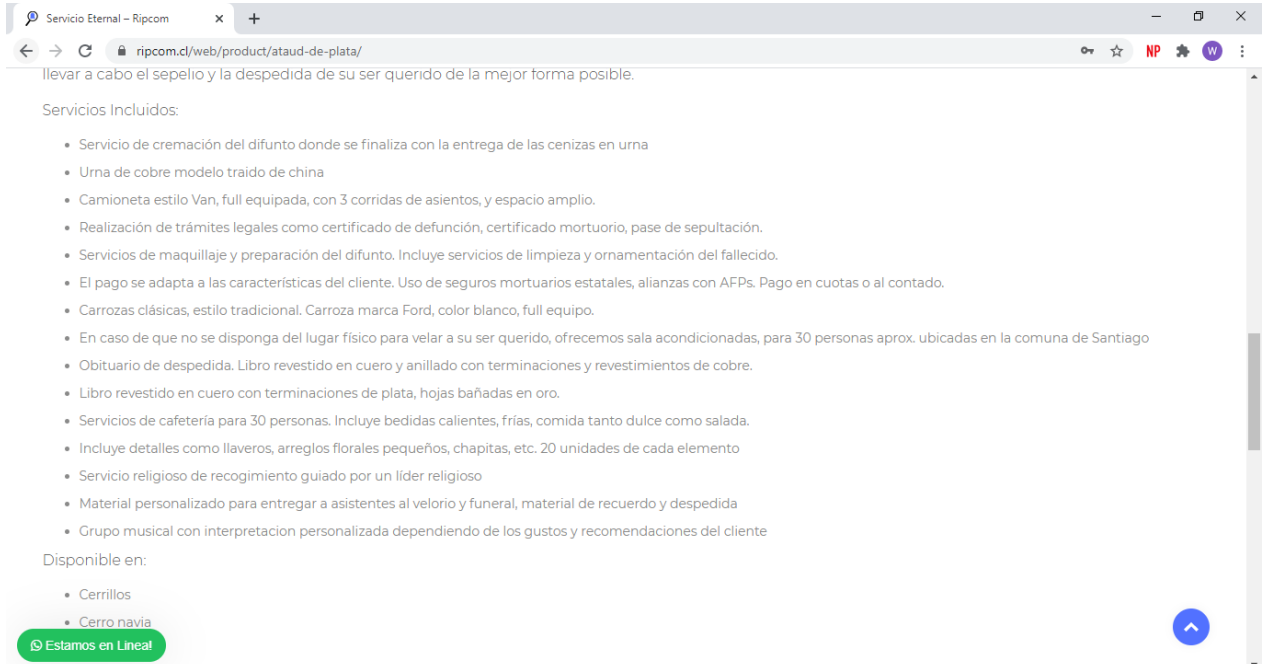 Servicio Eternal – Ripcom
ripcom.cl/web/product/ataud-de-plata/
NP
W
llevar a cabo el sepelio y la despedida de su ser querido de la mejor forma posible.
Servicios Incluidos:
Servicio de cremación del difunto donde se finaliza con la entrega de las cenizas en urna
Urna de cobre modelo traido de china
Camioneta estilo Van, full equipada, con 3 corridas de asientos, y espacio amplio.
Realización de trámites legales como certificado de defunción, certificado mortuorio, pase de sepultación.
Servicios de maquillaje y preparación del difunto. Incluye servicios de limpieza y ornamentación del fallecido.
El pago se adapta a las características del cliente. Uso de seguros mortuarios estatales, alianzas con AFPs. Pago en cuotas o al contado.
Carrozas clásicas, estilo tradicional. Carroza marca Ford, color blanco, full equipo.
En caso de que no se disponga del lugar físico para velar a su ser querido, ofrecemos sala acondicionadas, para 30 personas aprox. ubicadas en la comuna de Santiago
Obituario de despedida. Libro revestido en cuero y anillado con terminaciones y revestimientos de cobre.
Libro revestido en cuero con terminaciones de plata, hojas bañadas en oro.
Servicios de cafetería para 30 personas. Incluye bedidas calientes, frías, comida tanto dulce como salada.
Incluye detalles como llaveros, arreglos florales pequeños, chapitas, etc. 20 unidades de cada elemento
Servicio religioso de recogimiento guiado por un líder religioso
Material personalizado para entregar a asistentes al velorio y funeral, material de recuerdo y despedida
Grupo musical con interpretacion personalizada dependiendo de los gustos y recomendaciones del cliente
Disponible en:
Cerrillos
Cerro navia
Estamos en Linea!